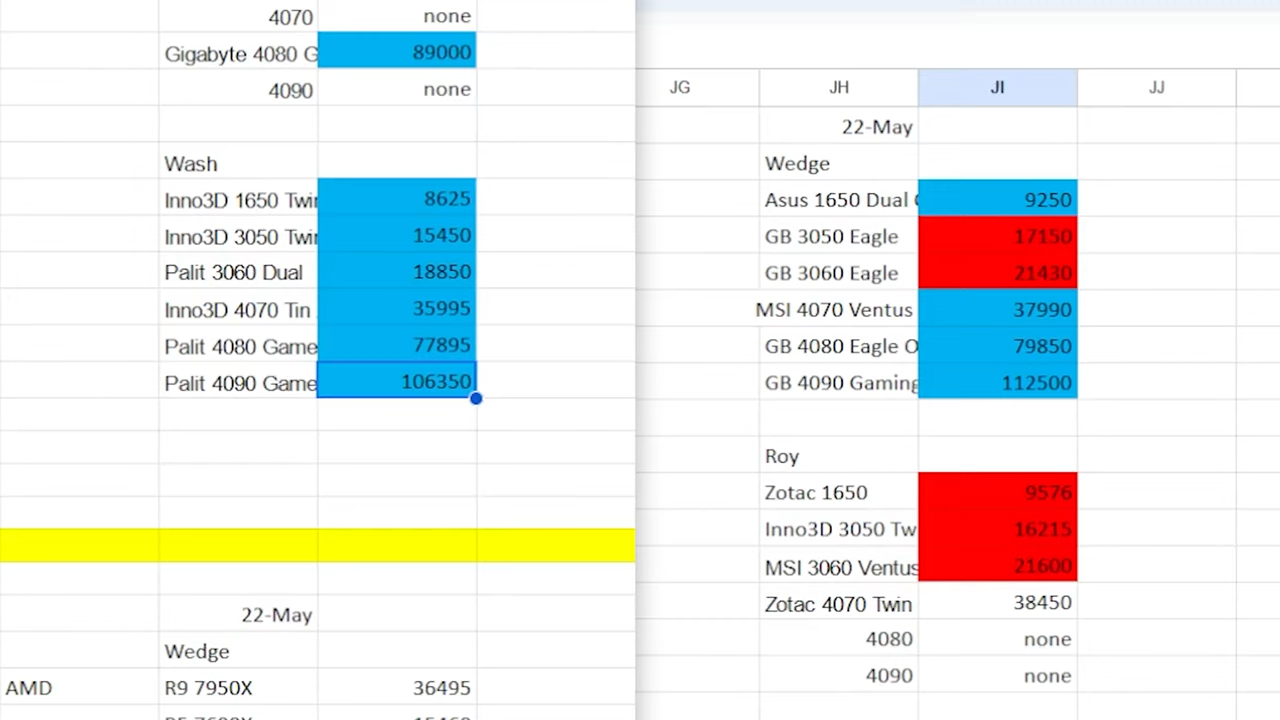 4070 none
Gigabyte 4080 G 89000
4090 none
Wash
Inno3D 1650 Twin 8625
Inno3D 3050 Twin 15450
Palit 3060 Dual 18850
Inno3D 4070 Tin 35995
Palit 4080 Game 77895
Palit 4090 Game 106350
22-May
Wedge
AMD R9 7950X 36495
JG JH JI JJ
22-May
Wedge
Asus 1650 Dual 9250
GB 3050 Eagle 17150
GB 3060 Eagle 21430
MSI 4070 Ventus 37990
GB 4080 Eagle O 79850
GB 4090 Gaming 112500
Roy
Zotac 1650 9576
Inno3D 3050 Tw 16215
MSI 3060 Ventus 21600
Zotac 4070 Twin 38450
4080 none
4090 none